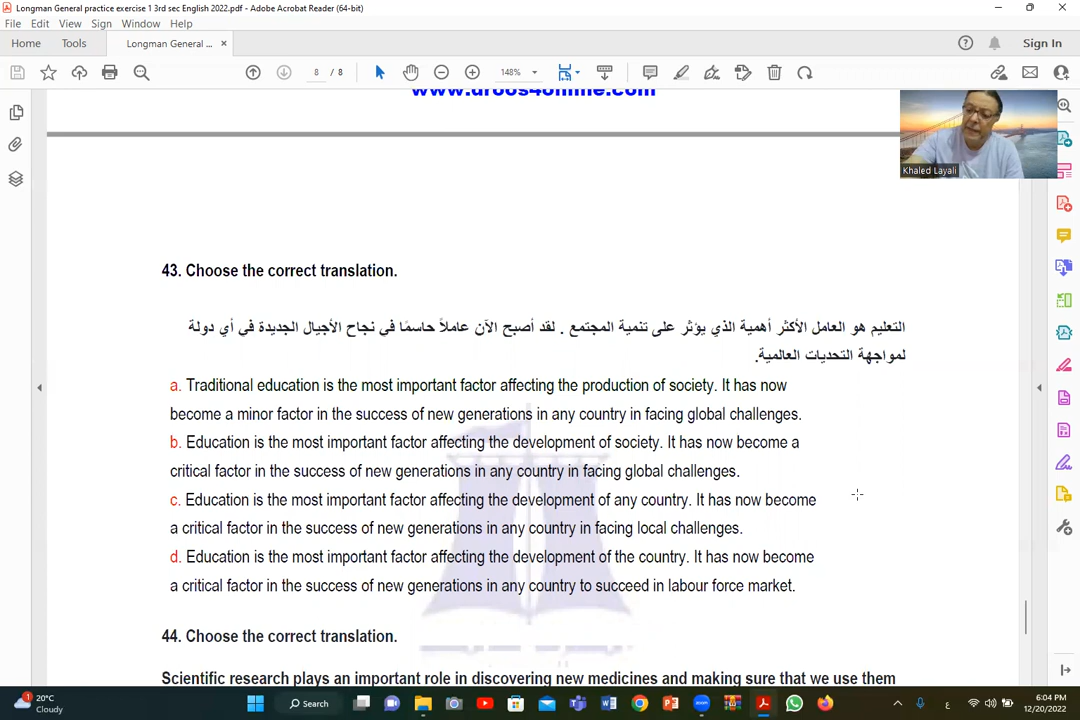 Longman General practice exercise 1 3rd sec English 2022.pdf - Adobe Acrobat Reader (64-bit)
File Edit View Sign Window Help
Home Tools Longman General ... × Sign In
8 / 8 148%
www.droos4online.com
Khaled Layali
43. Choose the correct translation.
التعليم هو العامل الأكثر أهمية الذي يؤثر على تنمية المجتمع . لقد أصبح الآن عاملاً حاسمًا في نجاح الأجيال الجديدة في أي دولة
لمواجهة التحديات العالمية.
a. Traditional education is the most important factor affecting the production of society. It has now
become a minor factor in the success of new generations in any country in facing global challenges.
b. Education is the most important factor affecting the development of society. It has now become a
critical factor in the success of new generations in any country in facing global challenges.
c. Education is the most important factor affecting the development of any country. It has now become
a critical factor in the success of new generations in any country in facing local challenges.
d. Education is the most important factor affecting the development of the country. It has now become
a critical factor in the success of new generations in any country to succeed in labour force market.
44. Choose the correct translation.
Scientific research plays an important role in discovering new medicines and making sure that we use them
20°C
Cloudy
Search
ع
6:04 PM
12/20/2022